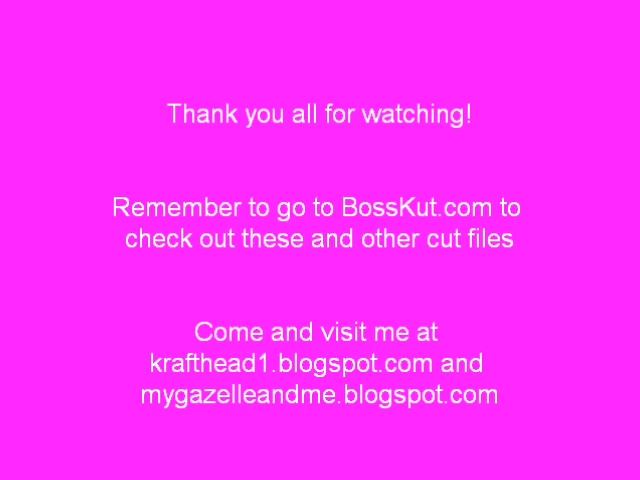 Thank you all for watching!
Remember to go to BossKut.com to
check out these and other cut files
Come and visit me at
krafthead1.blogspot.com and
mygazelleandme.blogspot.com